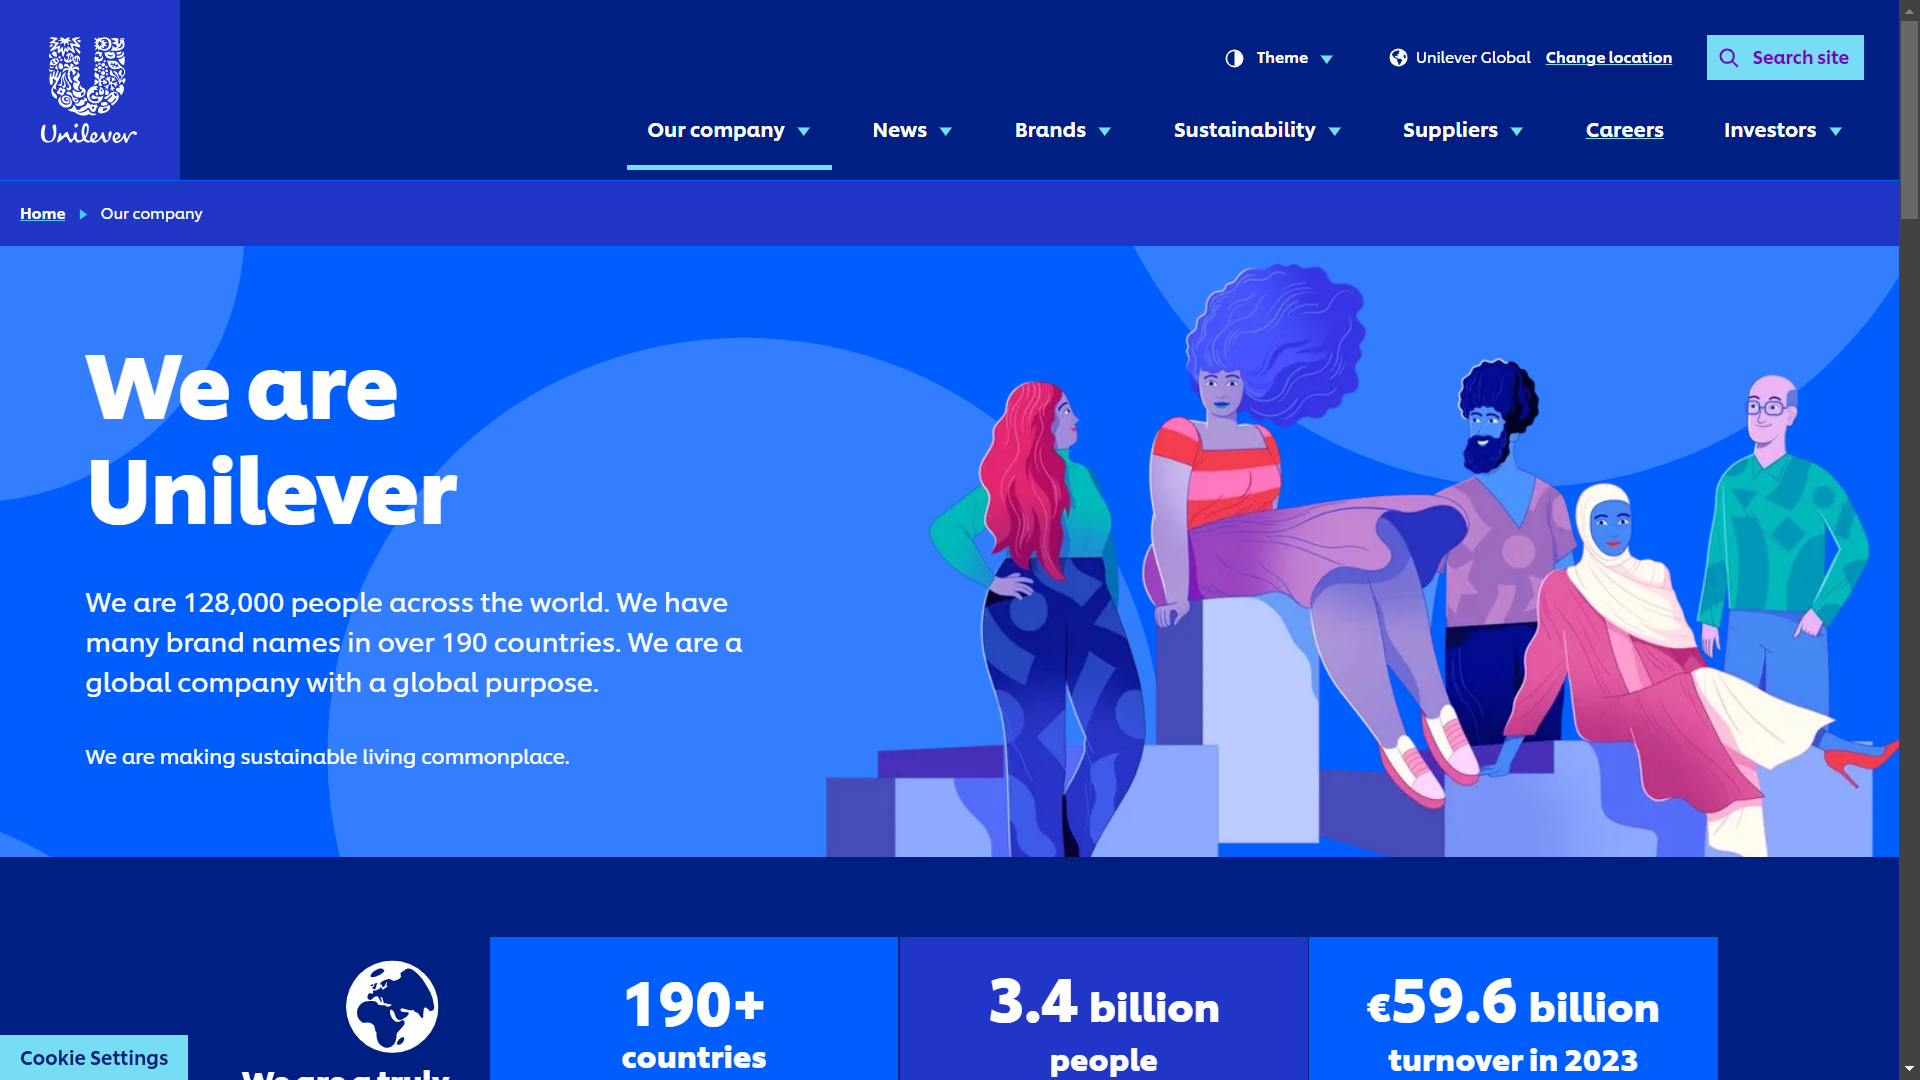 Unilever
Theme
Unilever Global Change location
Search site
Our company News Brands Sustainability Suppliers Careers Investors
Home Our company
We are
Unilever
We are 128,000 people across the world. We have
many brand names in over 190 countries. We are a
global company with a global purpose.
We are making sustainable living commonplace.
We are a truly
190+
countries
3.4 billion
people
€59.6 billion
turnover in 2023
Cookie Settings